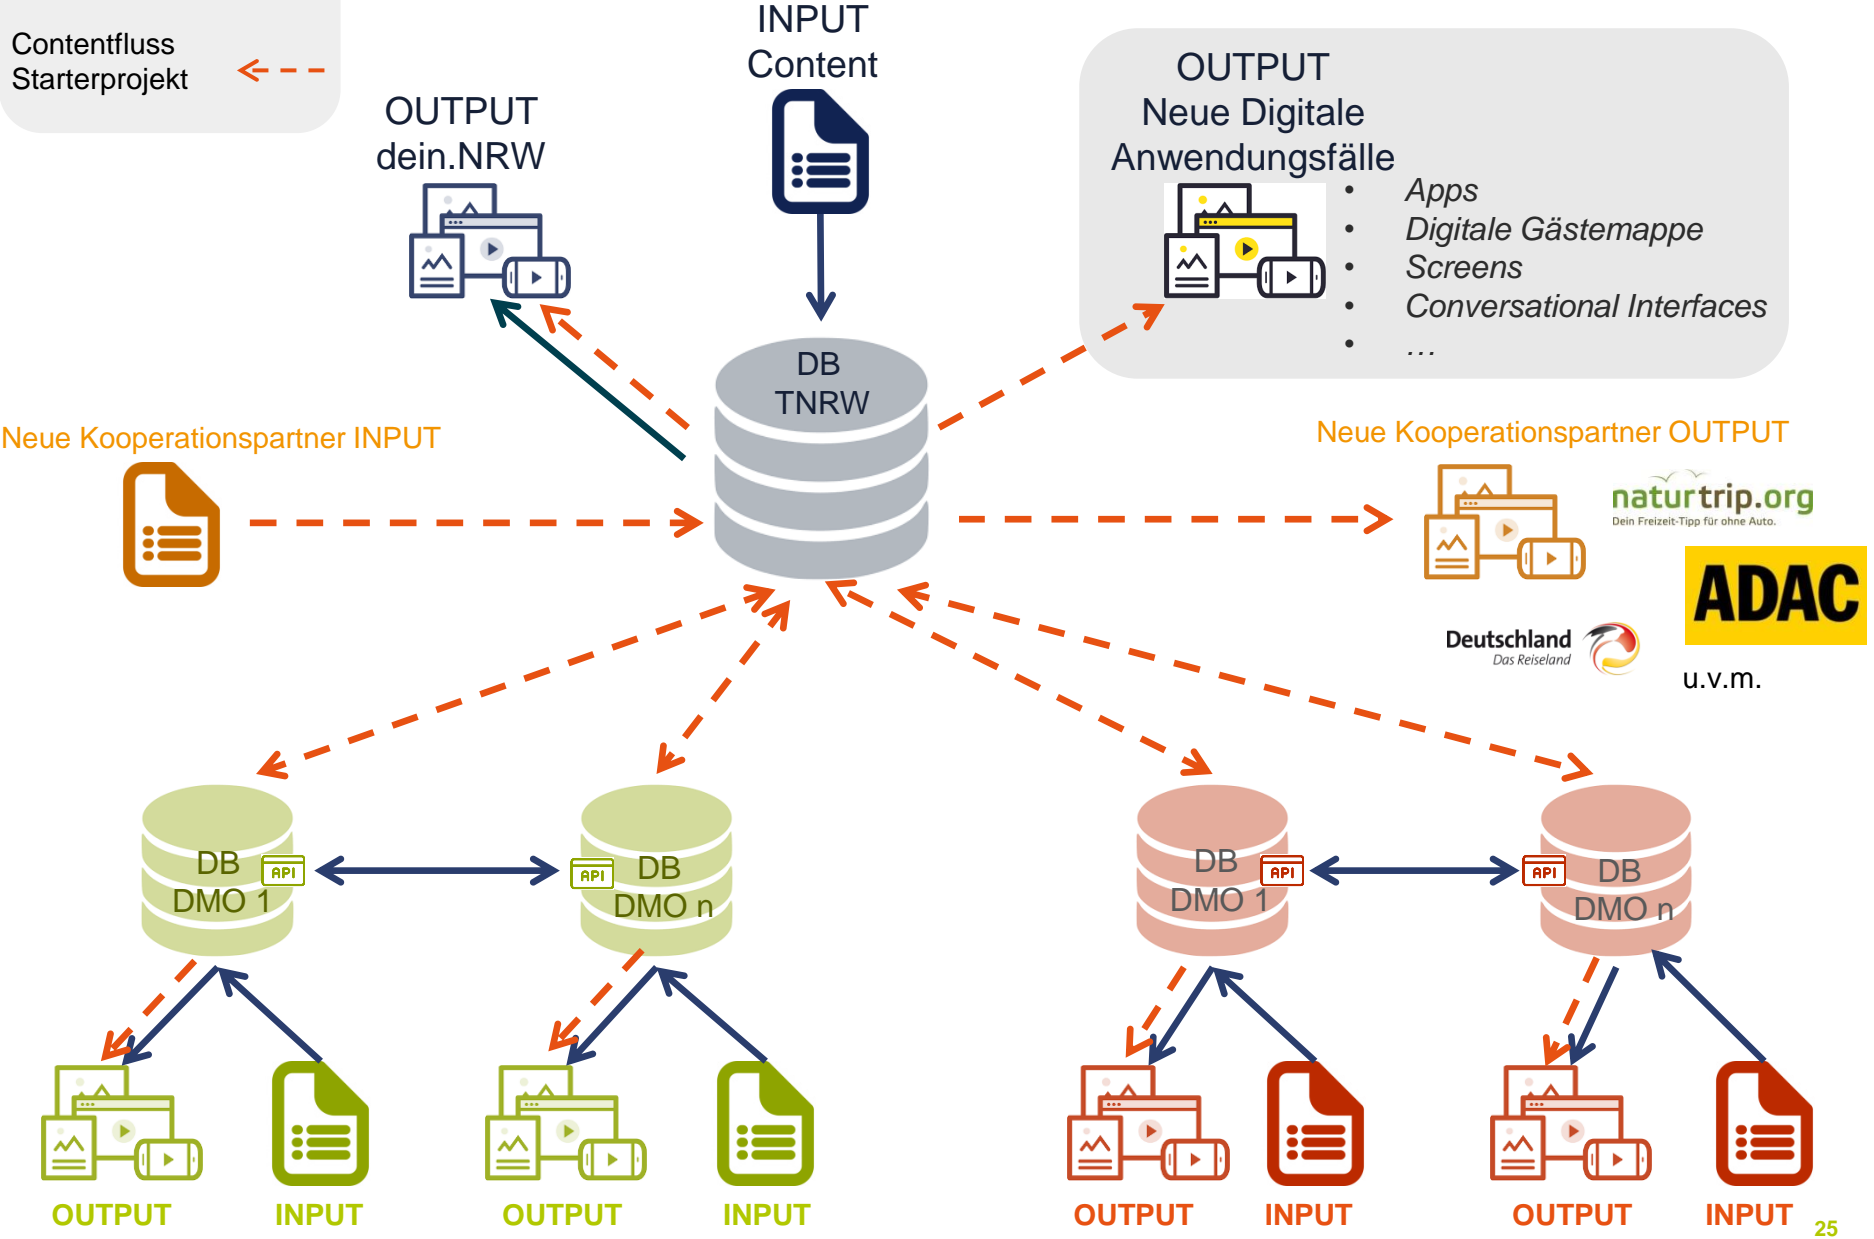 Contentfluss
Starterprojekt
INPUT
Content
OUTPUT
dein.NRW
OUTPUT
Neue Digitale
Anwendungsfälle
• Apps
• Digitale Gästemappe
• Screens
• Conversational Interfaces
• …
DB
TNRW
Neue Kooperationspartner INPUT
Neue Kooperationspartner OUTPUT
naturtrip.org
Dein Freizeit-Tipp für ohne Auto.
ADAC
Deutschland
Das Reiseland
u.v.m.
DB
DMO 1
API
API
DB
DMO n
DB
DMO 1
API
API
DB
DMO n
OUTPUT
INPUT
OUTPUT
INPUT
OUTPUT
INPUT
OUTPUT
INPUT
25